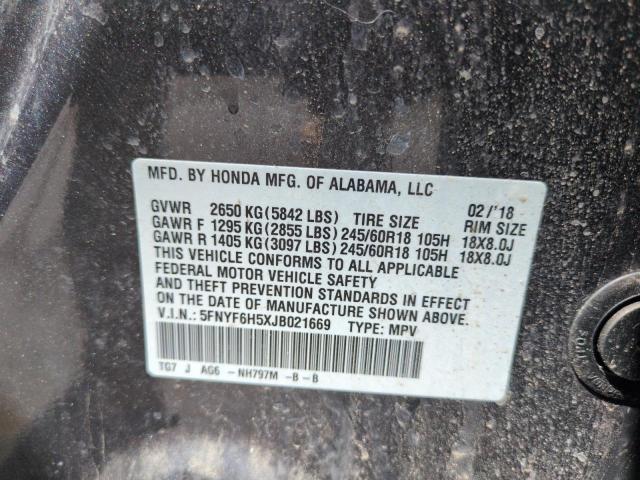 MFD. BY HONDA MFG. OF ALABAMA, LLC
02 / '18
GVWR 2650 KG (5842 LBS) TIRE SIZE RIM SIZE
GAWR F 1295 KG (2855 LBS) 245/60R18 105H 18X8.0J
GAWR R 1405 KG (3097 LBS) 245/60R18 105H 18X8.0J
THIS VEHICLE CONFORMS TO ALL APPLICABLE
FEDERAL MOTOR VEHICLE SAFETY
AND THEFT PREVENTION STANDARDS IN EFFECT
ON THE DATE OF MANUFACTURE SHOWN ABOVE.
V.I.N.: 5FNYF6H5XJB021669 TYPE: MPV
TG7 J AG6 - NH797M -B-B